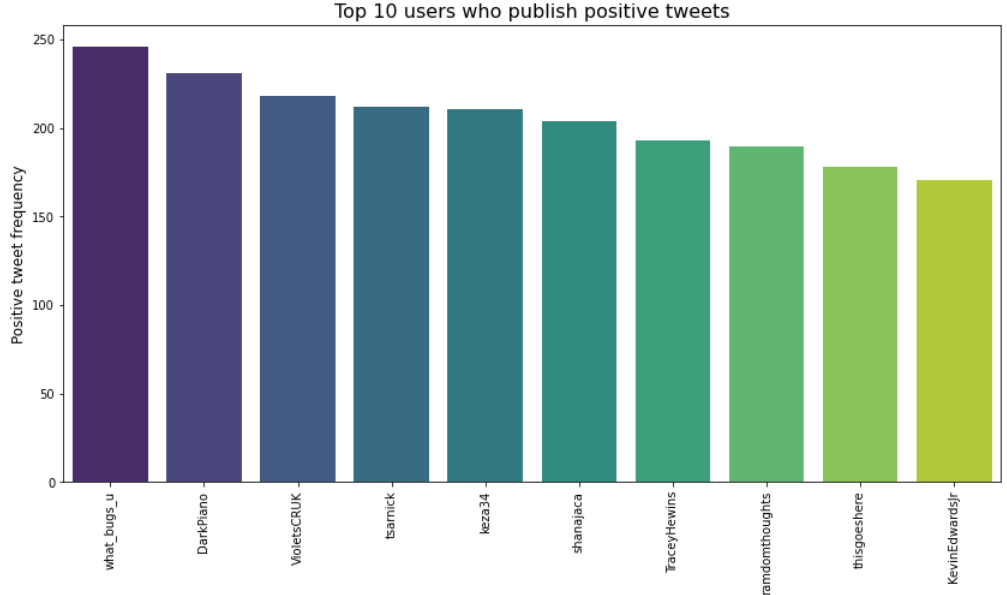 Top 10 users who publish positive tweets
Positive tweet frequency
250
200
150
100
50
0
what_bugs_u
DarkPiano
VioletsCRUK
tsarnick
keza34
shanajaca
TraceyHewins
ramdomthoughts
thisgoeshere
KevinEdwardsJr